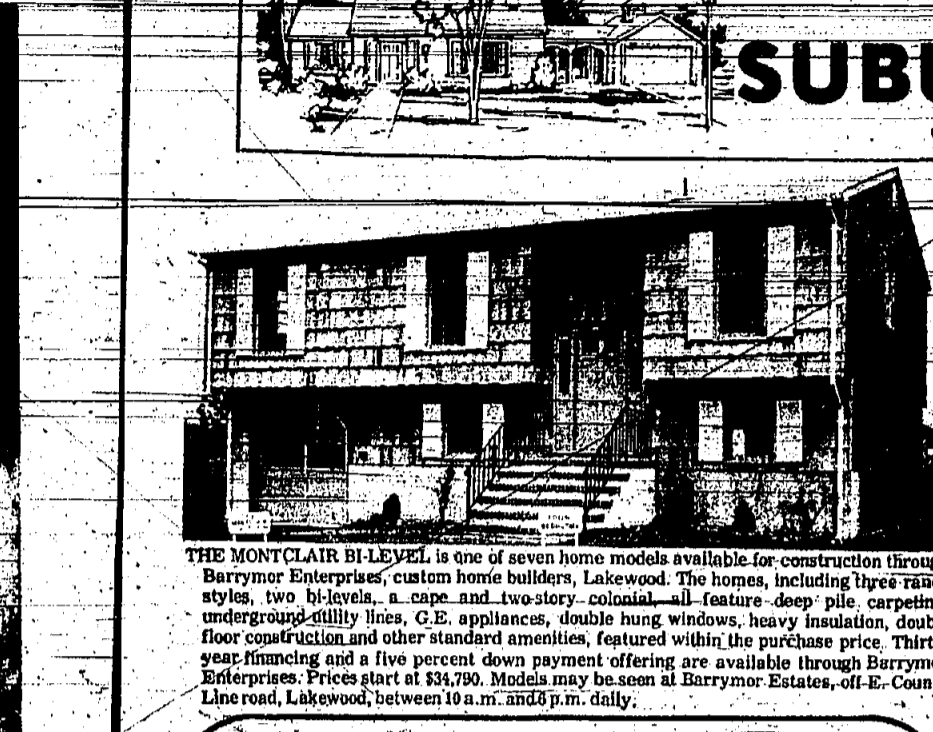 SUBU
THE MONTCLAIR BI-LEVEL is one of seven home models available for construction throug
Barrymor Enterprises, custom home builders, Lakewood. The homes, including three ran
styles, two bi-levels, a cape and two-story colonial, all feature deep pile carpetin
underground utility lines, G.E. appliances, double hung windows, heavy insulation, doub
floor construction and other standard amenities, featured within the purchase price. Thirt
year financing and a five percent down payment offering are available through Barrym
Enterprises. Prices start at $34,790. Models may be seen at Barrymor Estates, off E. Coun
Line road, Lakewood, between 10 a.m. and 6 p.m. daily.